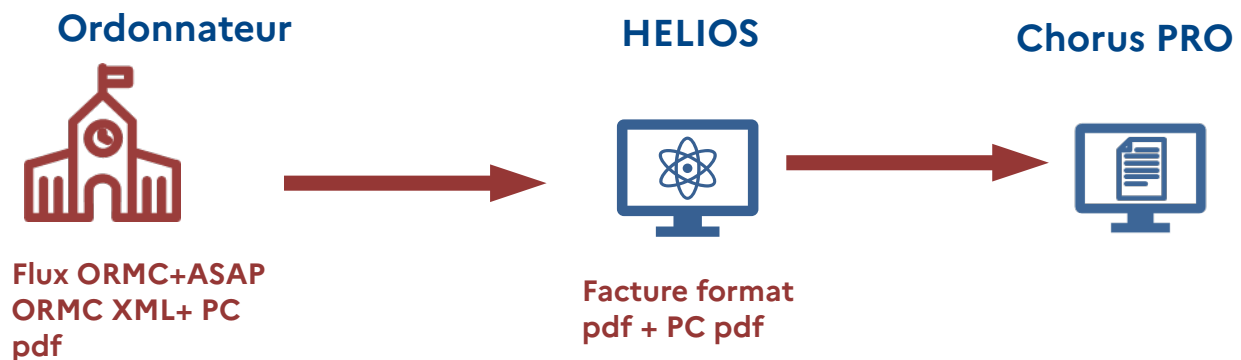 Ordonnateur
HELIOS
Chorus PRO
Flux ORMC+ASAP
ORMC XML+ PC
pdf
Facture format
pdf + PC pdf